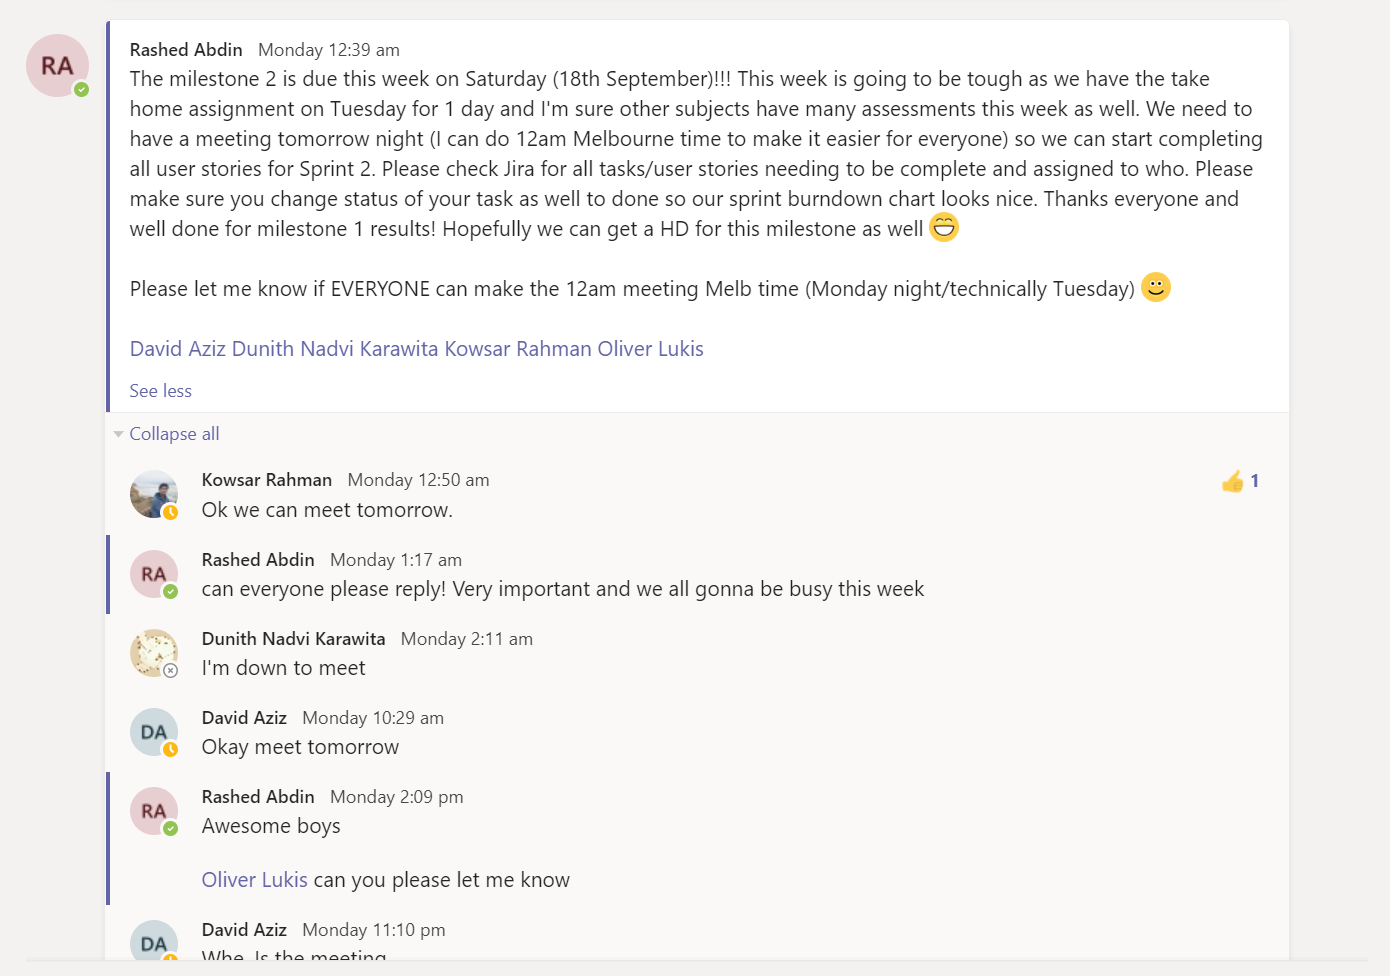 RA
Rashed Abdin Monday 12:39 am
The milestone 2 is due this week on Saturday (18th September)!!! This week is going to be tough as we have the take
home assignment on Tuesday for 1 day and I'm sure other subjects have many assessments this week as well. We need to
have a meeting tomorrow night (I can do 12am Melbourne time to make it easier for everyone) so we can start completing
all user stories for Sprint 2. Please check Jira for all tasks/user stories needing to be complete and assigned to who. Please
make sure you change status of your task as well to done so our sprint burndown chart looks nice. Thanks everyone and
well done for milestone 1 results! Hopefully we can get a HD for this milestone as well
Please let me know if EVERYONE can make the 12am meeting Melb time (Monday night/technically Tuesday)
David Aziz Dunith Nadvi Karawita Kowsar Rahman Oliver Lukis
See less
Collapse all
Kowsar Rahman Monday 12:50 am
1
Ok we can meet tomorrow.
RA
Rashed Abdin Monday 1:17 am
can everyone please reply! Very important and we all gonna be busy this week
Dunith Nadvi Karawita Monday 2:11 am
I'm down to meet
DA
David Aziz Monday 10:29 am
Okay meet tomorrow
RA
Rashed Abdin Monday 2:09 pm
Awesome boys
Oliver Lukis can you please let me know
DA
David Aziz Monday 11:10 pm
Whe Is the meeting